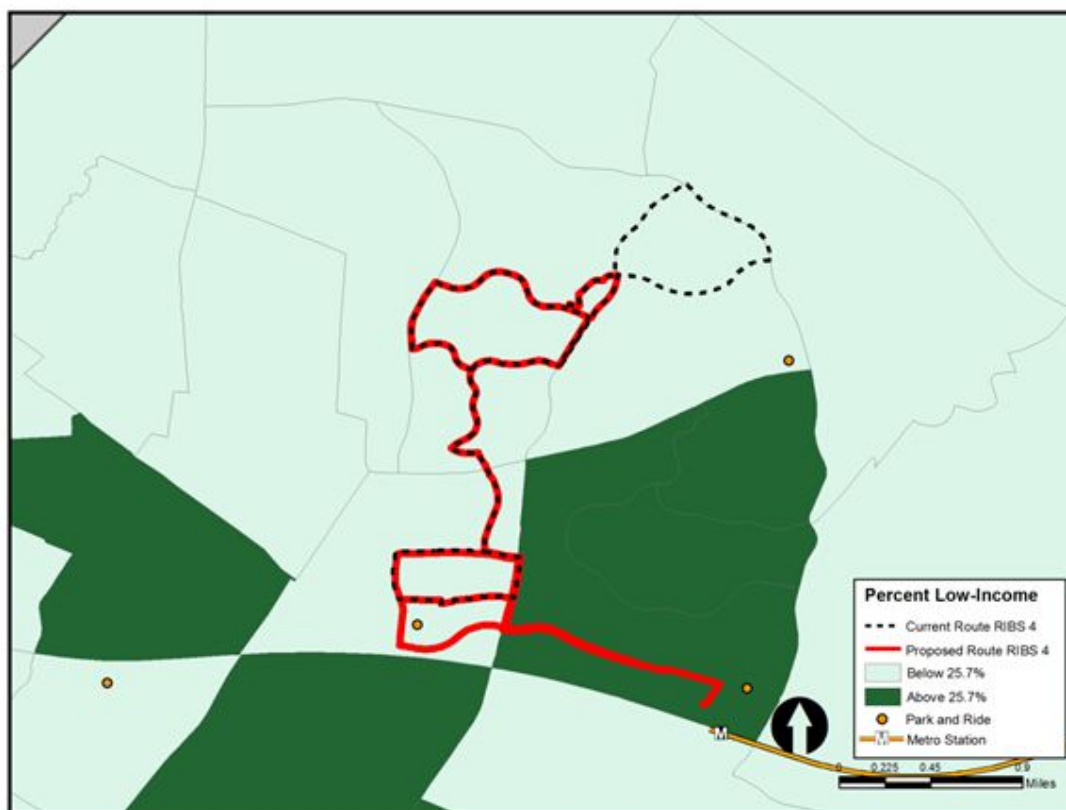 M
Percent Low-Income
Current Route RIBS 4
Proposed Route RIBS 4
Below 25.7%
Above 25.7%
Park and Ride
M Metro Station
0 0.225 0.45 0.9
Miles